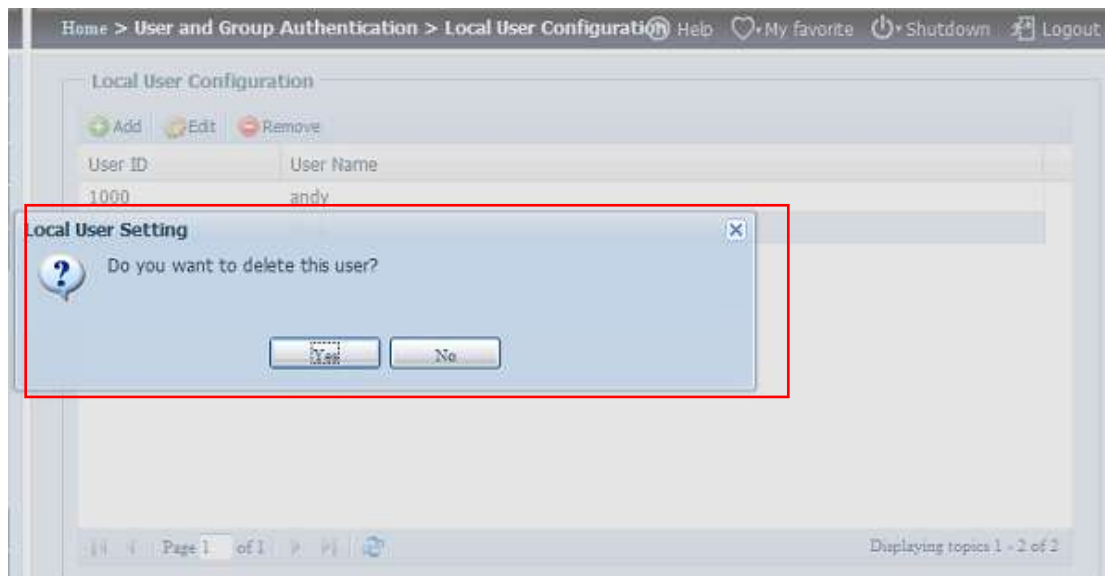 Home > User and Group Authentication > Local User Configuration Help My favorite Shutdown Logout
Local User Configuration
Add Edit Remove
User ID User Name
1000 andy
Local User Setting
Do you want to delete this user?
Yes No
Page 1 of 1 Displaying topics 1 - 2 of 2